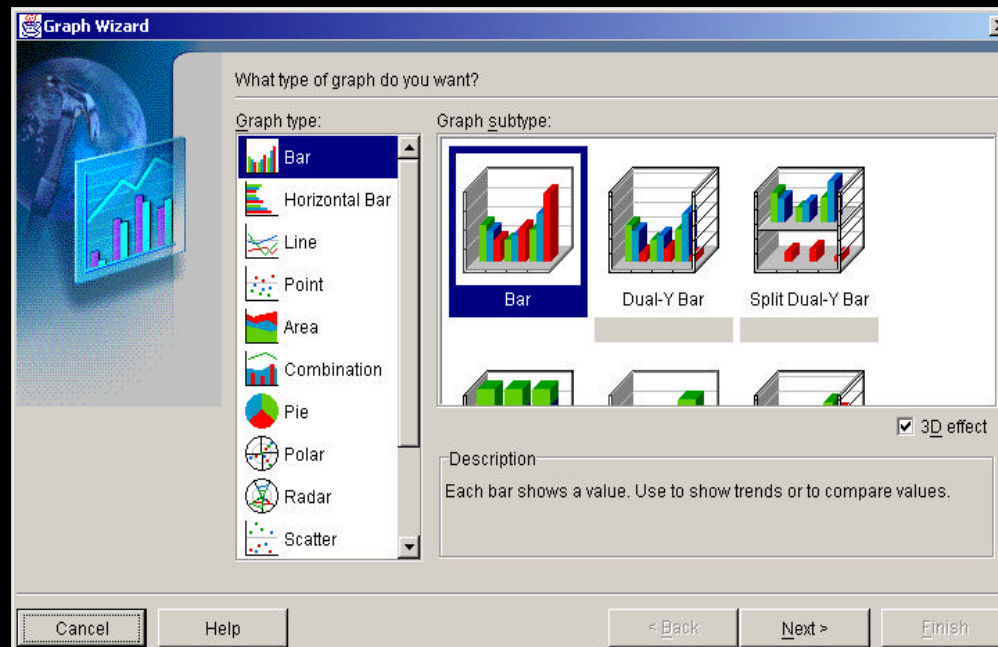 Graph Wizard
What type of graph do you want?
Graph type:
Bar
Horizontal Bar
Line
Point
Area
Combination
Pie
Polar
Radar
Scatter
Graph subtype:
Bar
Dual-Y Bar
Split Dual-Y Bar
3D effect
Description
Each bar shows a value. Use to show trends or to compare values.
Cancel
Help
< Back
Next >
Finish